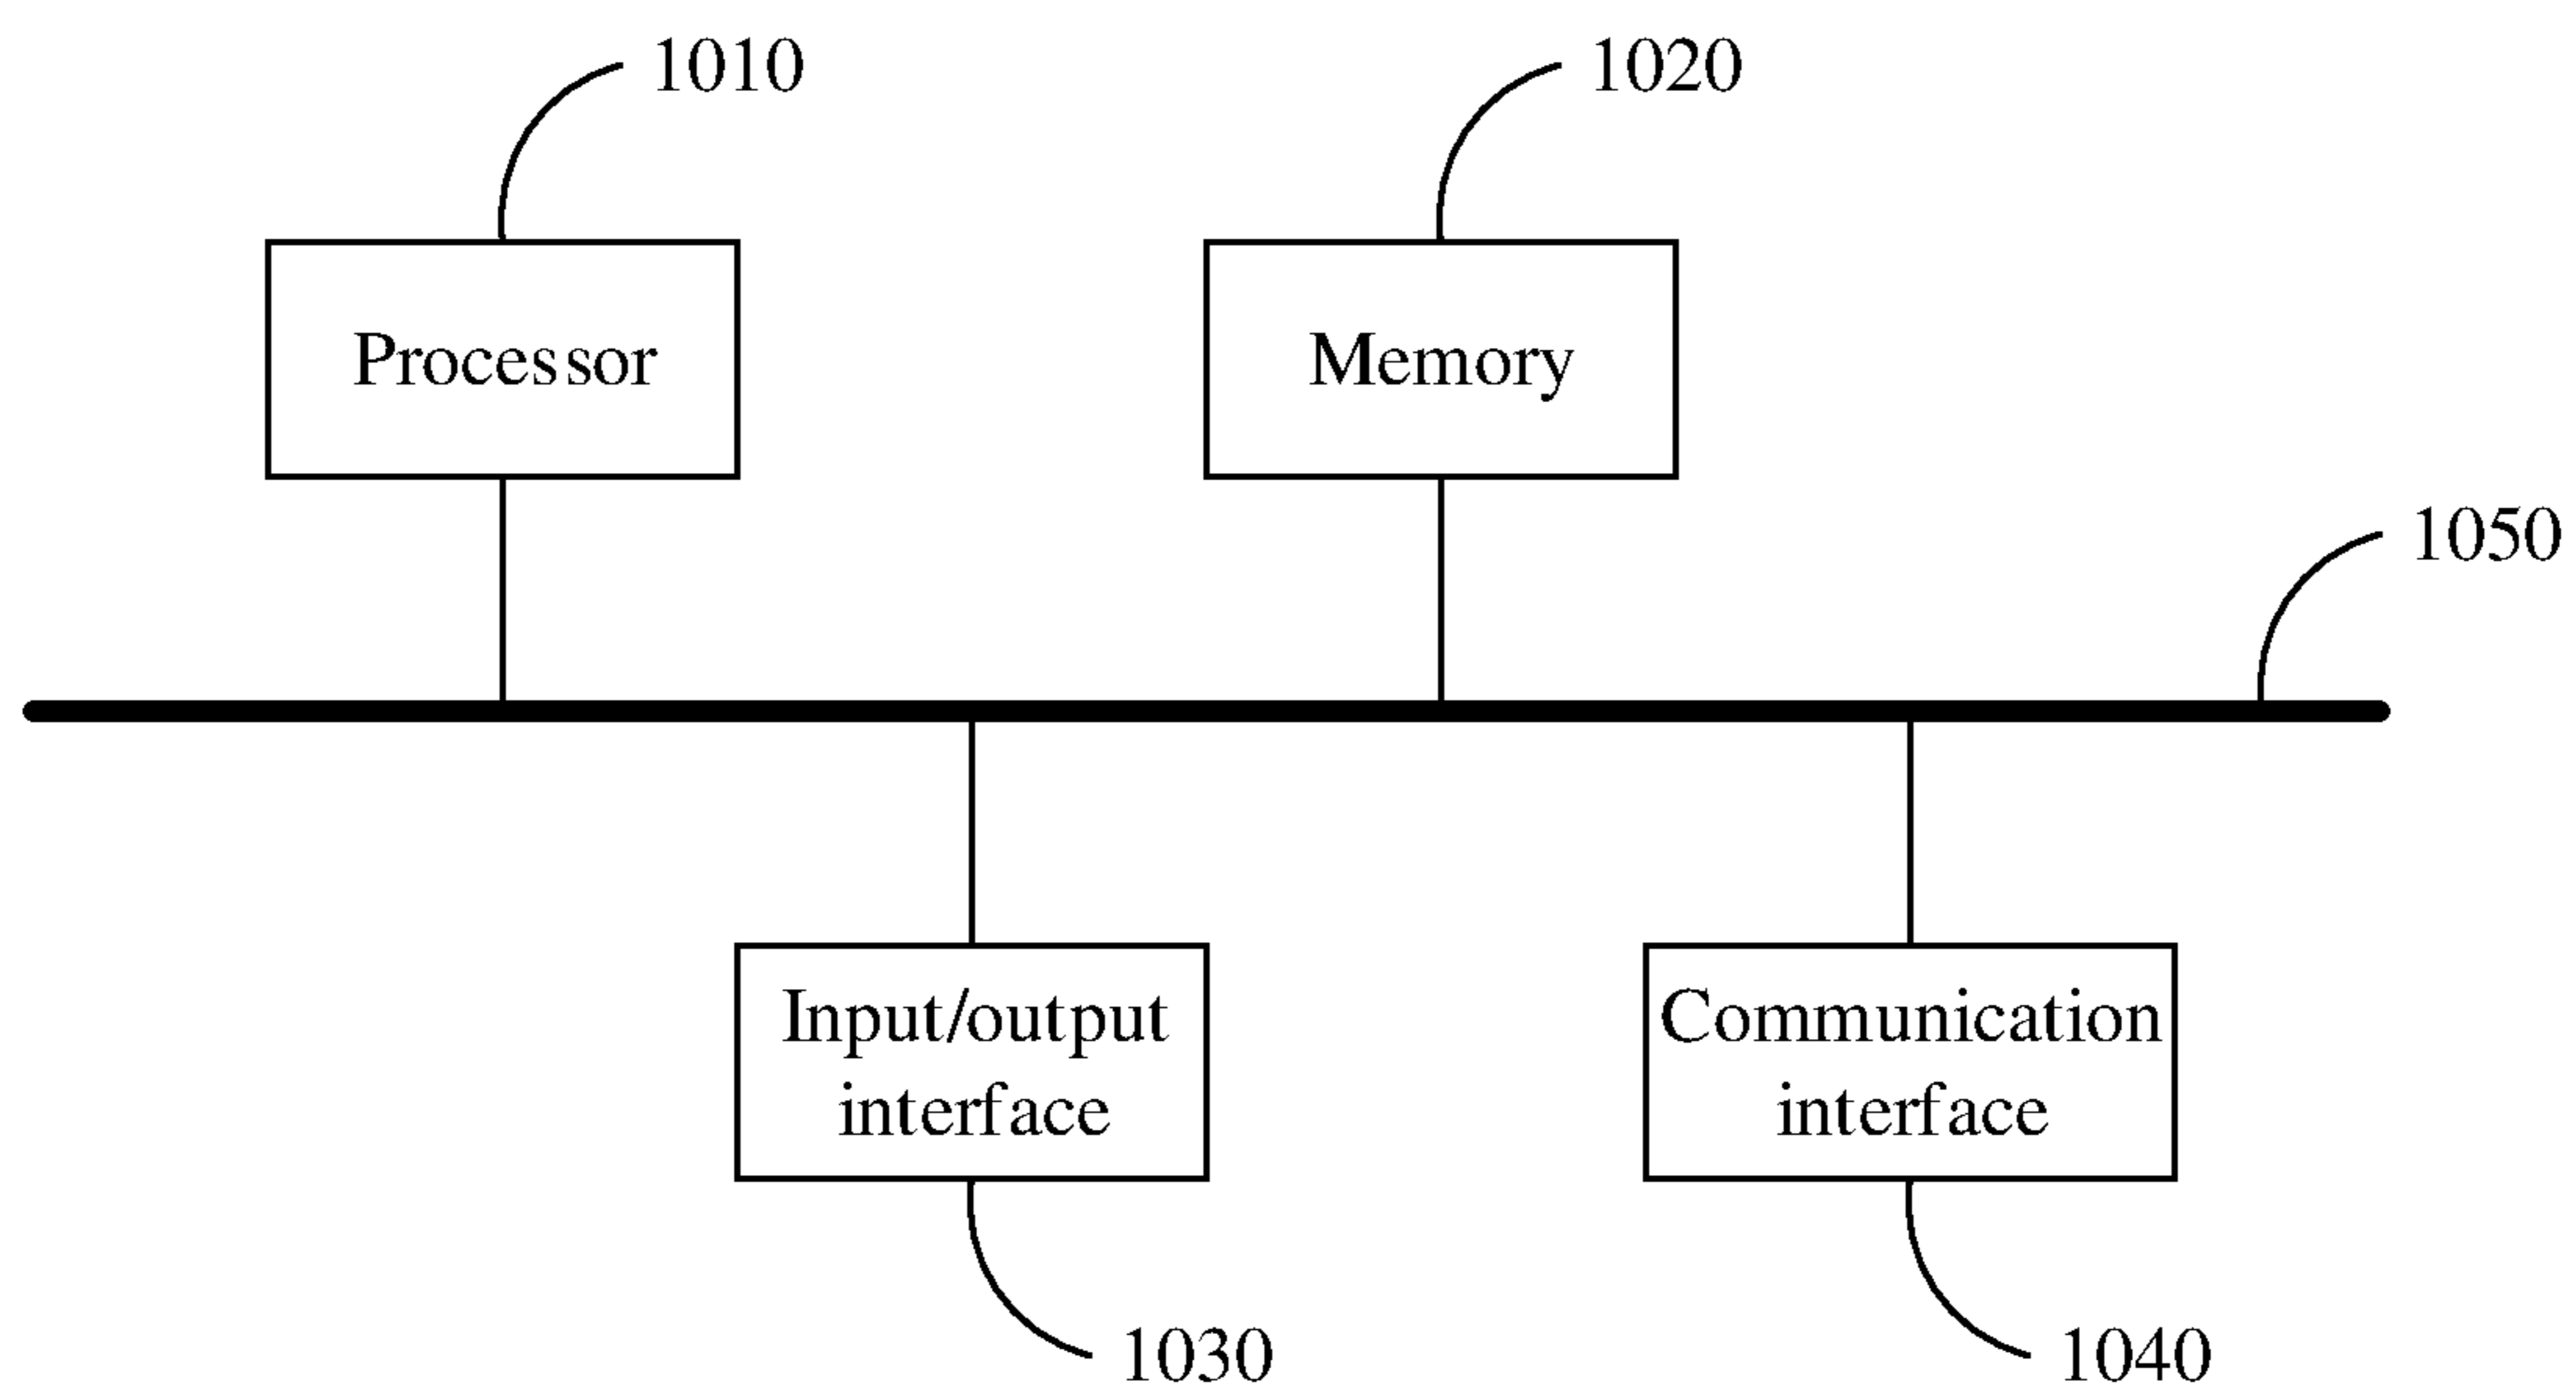 1010
1020
Processor
Memory
1050
Input/output
interface
Communication
interface
1030
1040